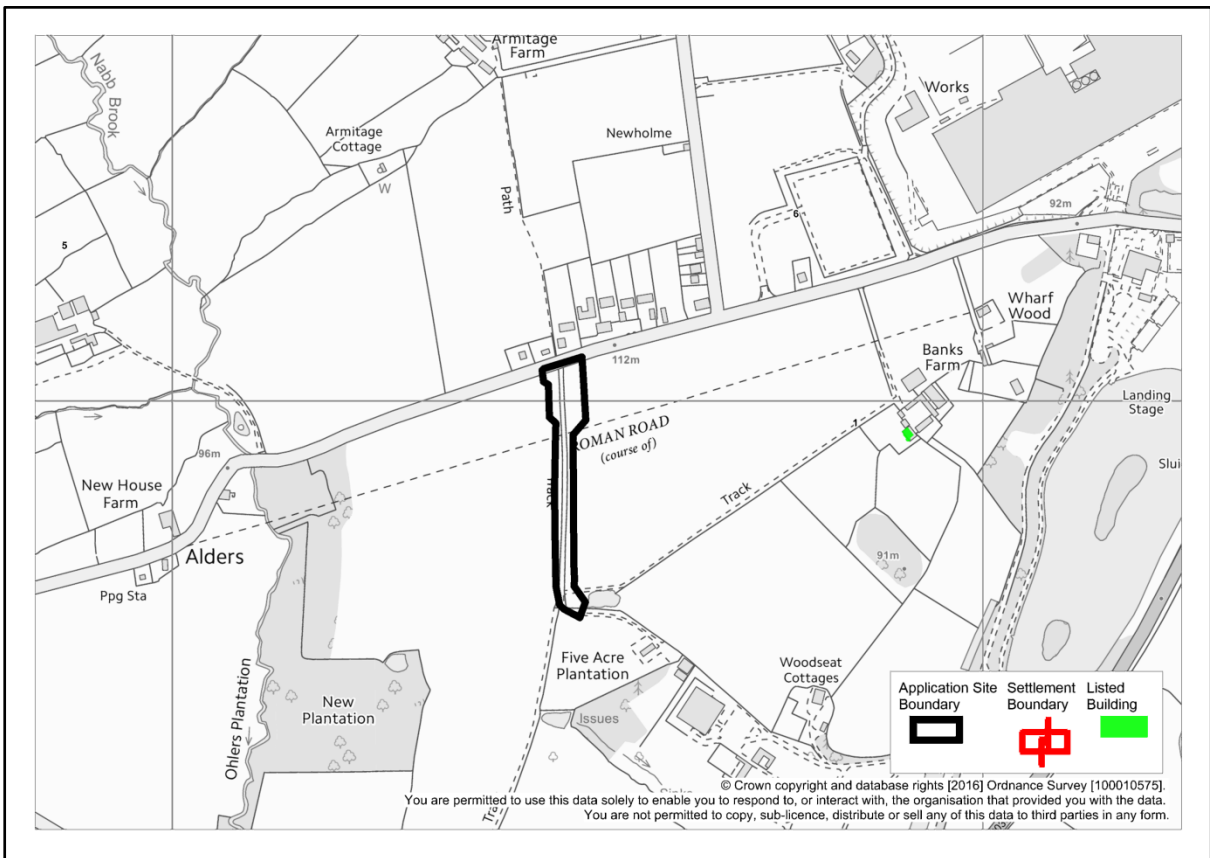 Armitage
Farm
Nabb
Brook
Works
Armitage
Cottage
Newholme
W
Path
92m
6
5
Wharf
Wood
112m
Banks
Farm
Landing
Stage
ROMAN ROAD
(course of)
1
96m
New House
Farm
Track
Track
Alders
91m
Ppg Sta
Five Acre
Plantation
Woodseat
Cottages
Ohlers Plantation
New
Plantation
Issues
Application Site
Boundary
Settlement
Boundary
Listed
Building
© Crown copyright and database rights [2016] Ordnance Survey [100010575].
You are permitted to use this data solely to enable you to respond to, or interact with, the organisation that provided you with the data.
You are not permitted to copy, sub-licence, distribute or sell any of this data to third parties in any form.